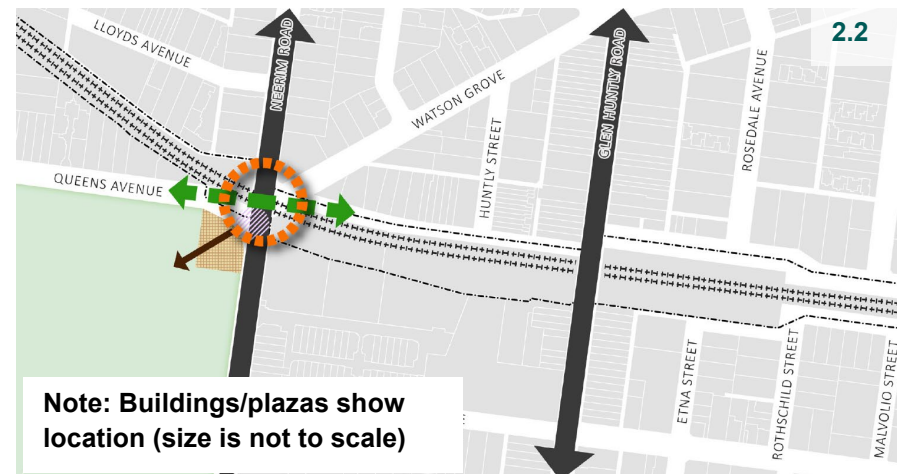 2.2
LLOYDS AVENUE
NEERIM ROAD
WATSON GROVE
GLEN HUNTLY ROAD
ROSEDALE AVENUE
HUNTLY STREET
QUEENS AVENUE
ETNA STREET
ROTHSCHILD STREET
MALVOLIO STREET
Note: Buildings/plazas show
location (size is not to scale)
E